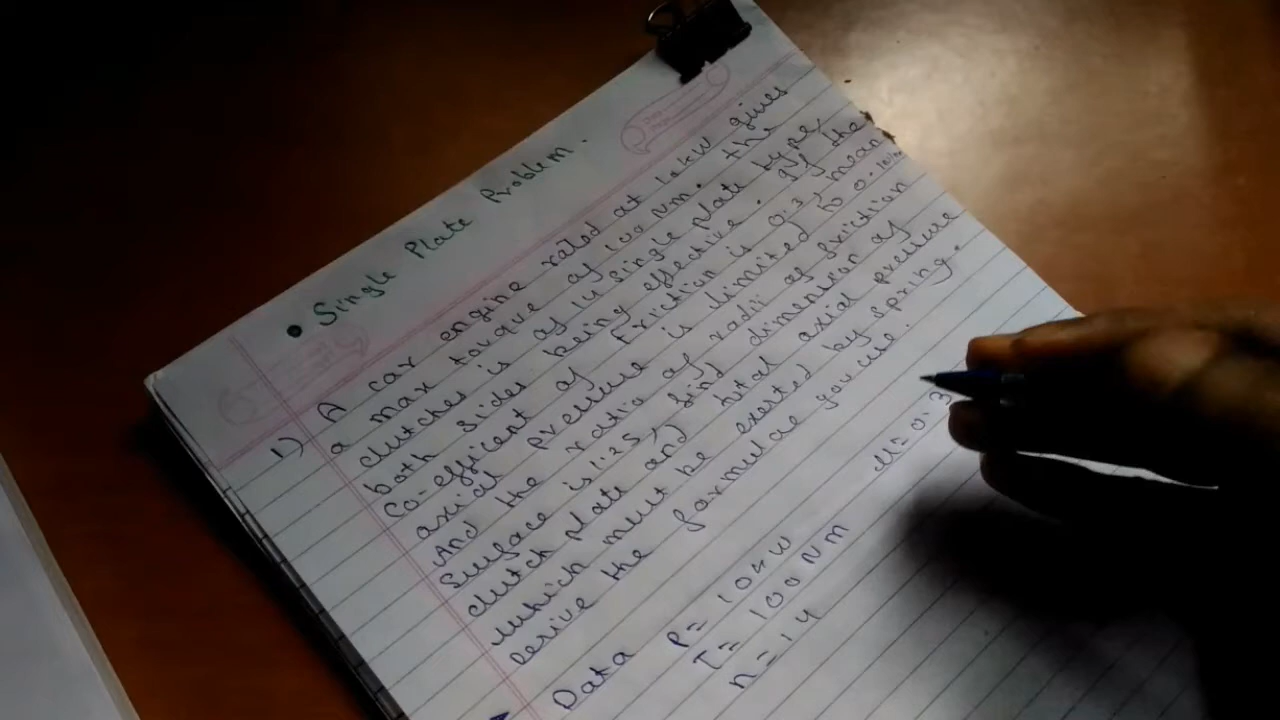 • Single Plate Problem.
1) A car engine rated at 10kW gives
a max torque of 100 Nm. the
clutches is of 14 single plate type,
both sides being effective. If the
Co-efficent of Friction is 0.3, mean
axial pressure is limited to
And the ratio of radii of friction
surface is 1.25, find dimension of
clutch plate and total axial pressure
which must be exerted by spring.
Derive the formulae you use.
Data P= 10kW μ= 0.3
T= 100 Nm
n = 14